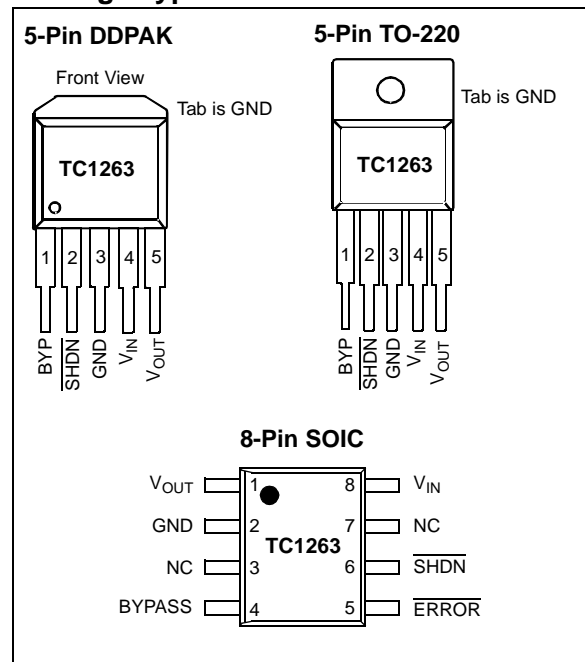 5-Pin DDPAK
Front View
Tab is GND
TC1263
1 2 3 4 5
BYP SHDN GND VIN VOUT
5-Pin TO-220
Tab is GND
TC1263
1 2 3 4 5
BYP SHDN GND VIN VOUT
8-Pin SOIC
VOUT 1 8 VIN
GND 2 7 NC
TC1263
NC 3 6 SHDN
BYPASS 4 5 ERROR